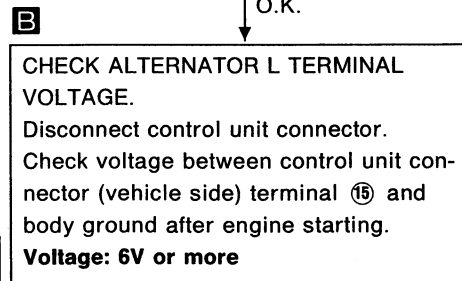 O.K.
B
CHECK ALTERNATOR L TERMINAL
VOLTAGE.
Disconnect control unit connector.
Check voltage between control unit con-
nector (vehicle side) terminal ⑮ and
body ground after engine starting.
Voltage: 6V or more